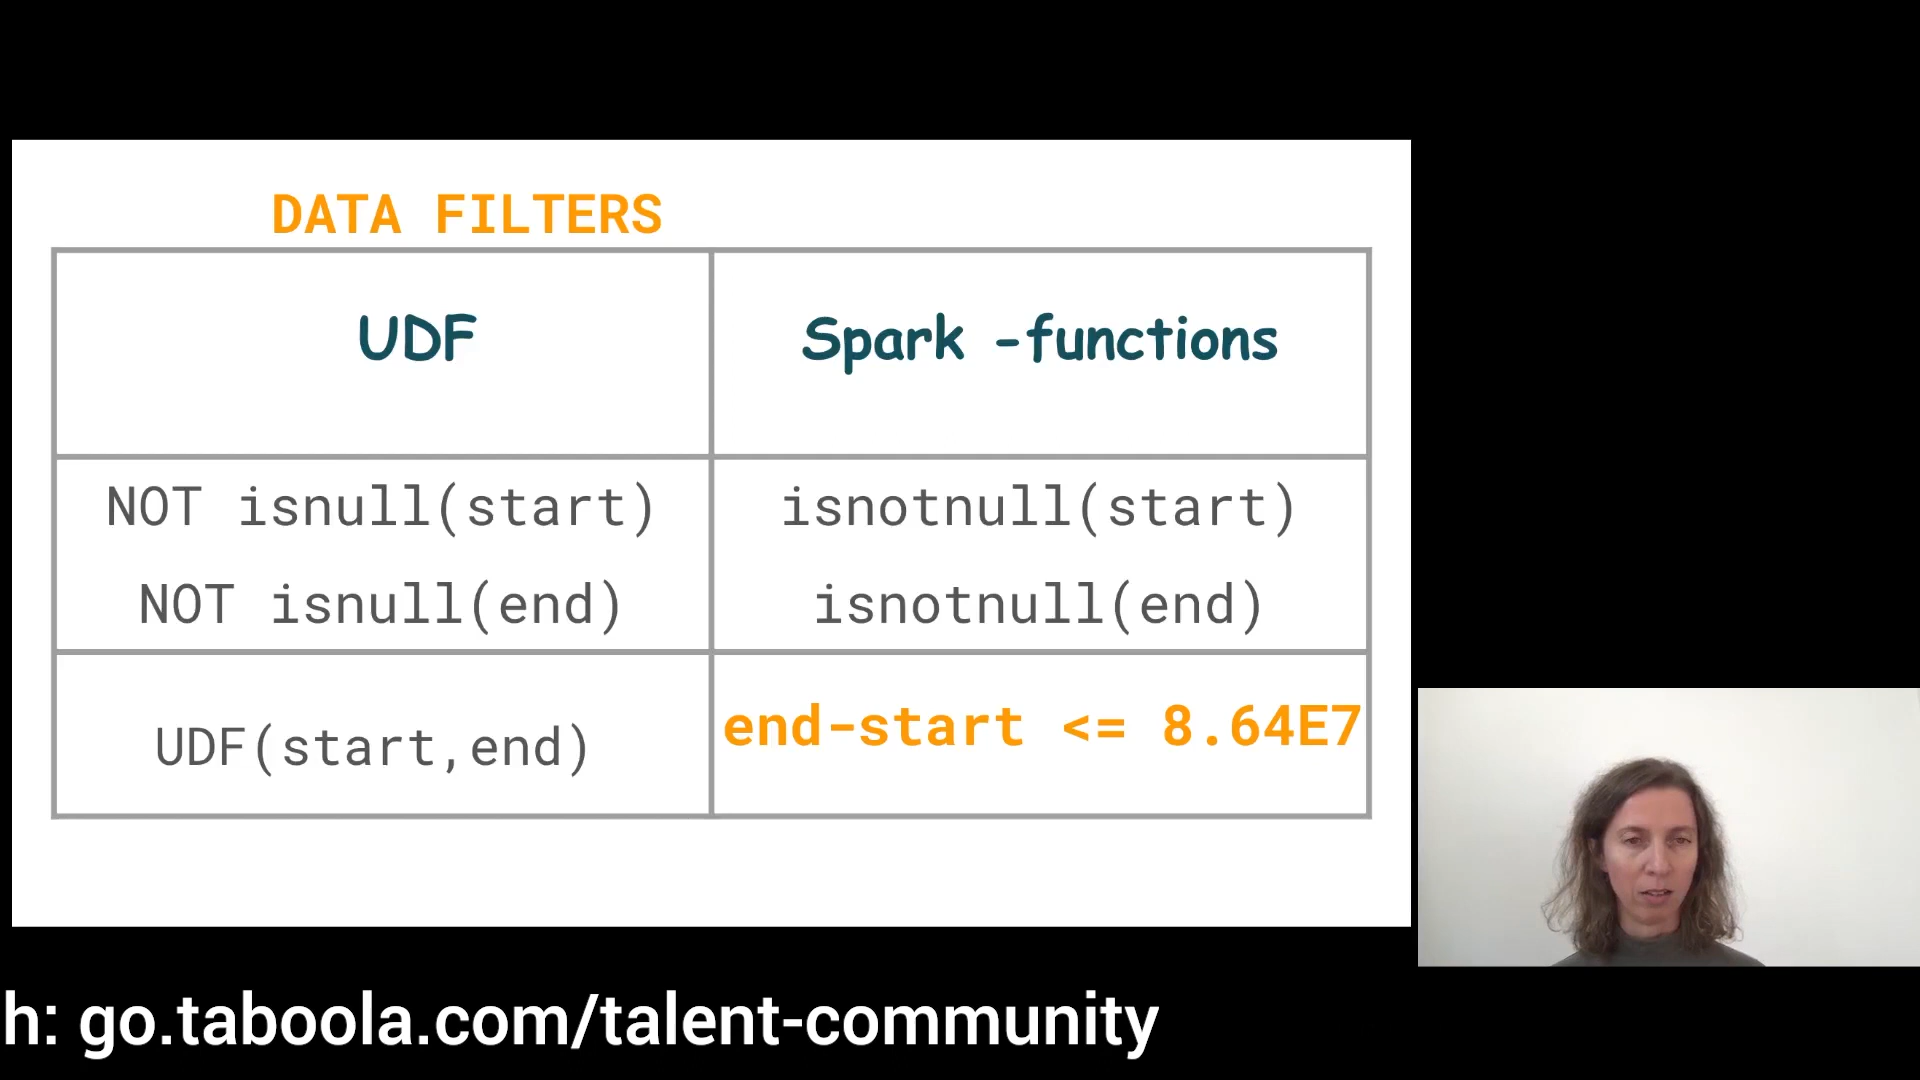 DATA FILTERS
UDF
Spark -functions
NOT isnull(start)
NOT isnull(end)
isnotnull(start)
isnotnull(end)
UDF(start,end)
end-start <= 8.64E7
h: go.taboola.com/talent-community